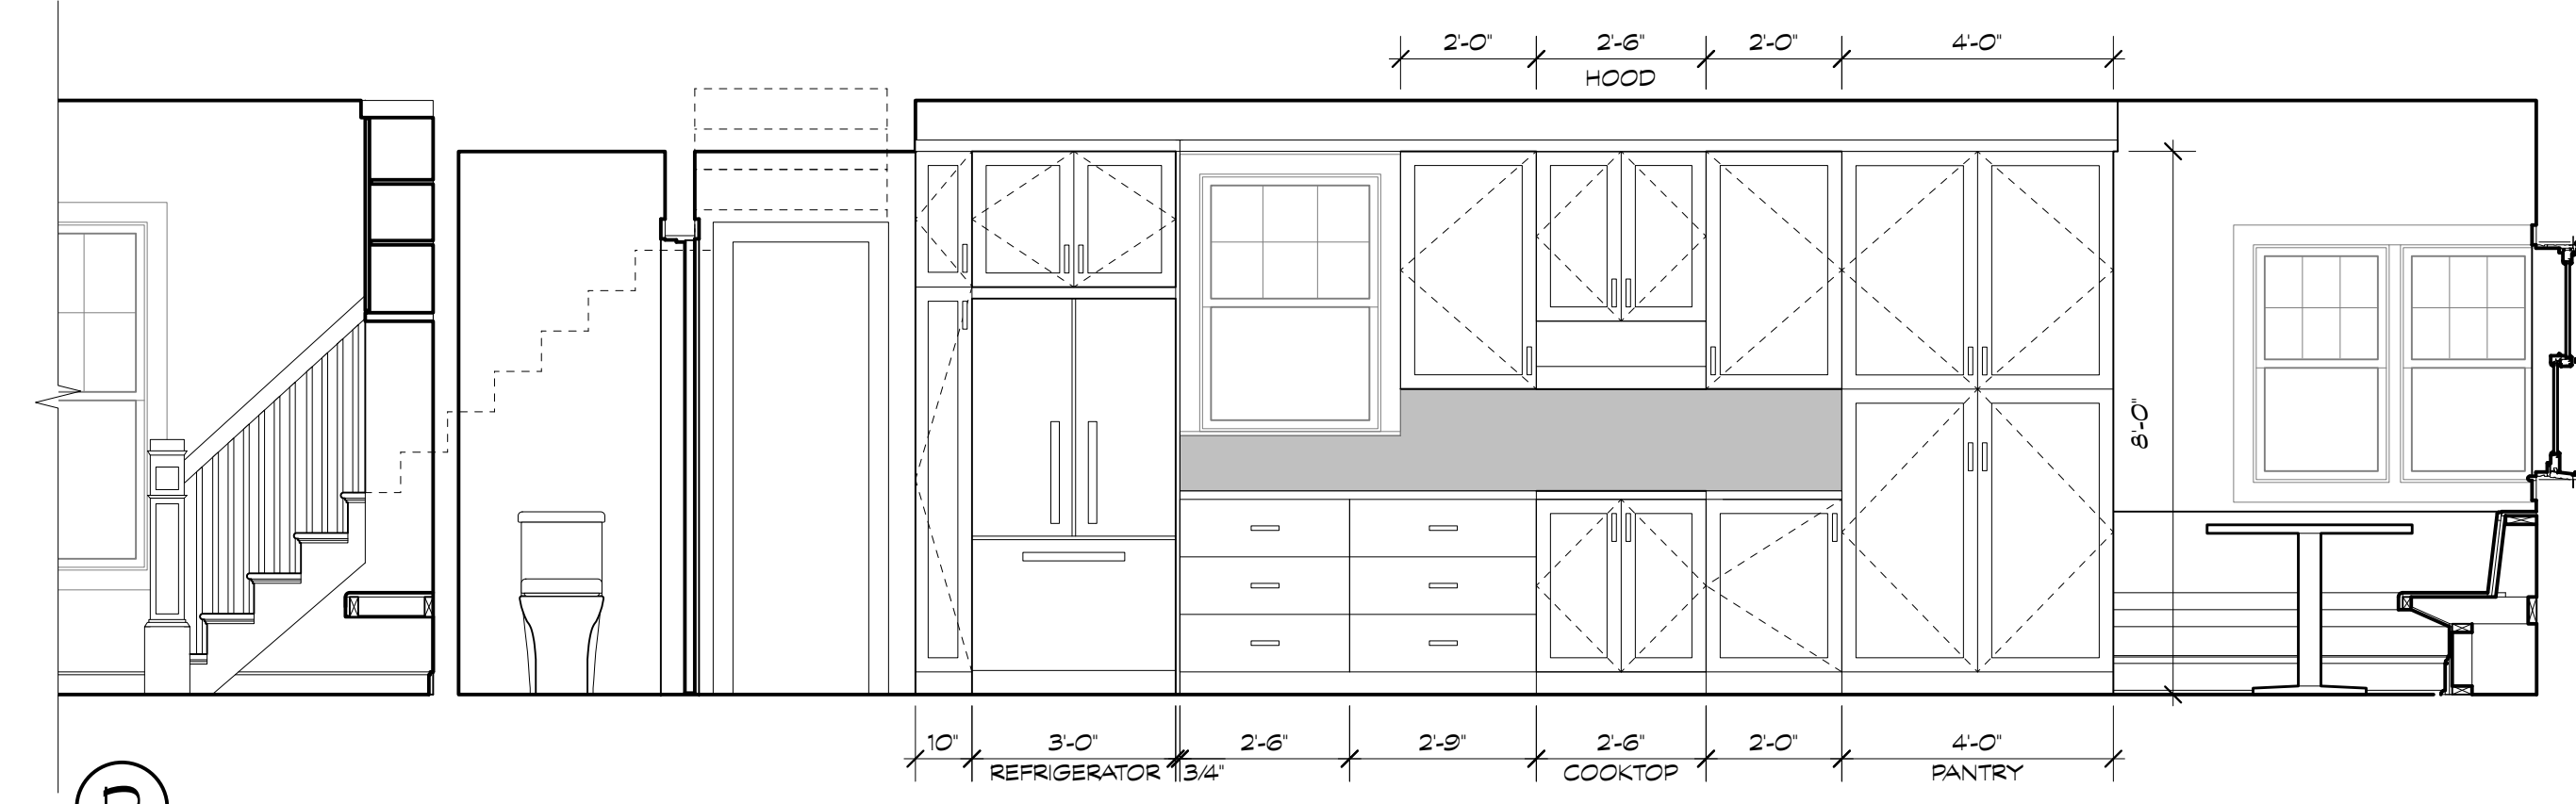 2'-0" 2'-6" 2'-0" 4'-0"
HOOD
8'-0"
10" 3'-0" 2'-6" 2'-9" 2'-6" 2'-0" 4'-0"
REFRIGERATOR 3/4" COOKTOP PANTRY